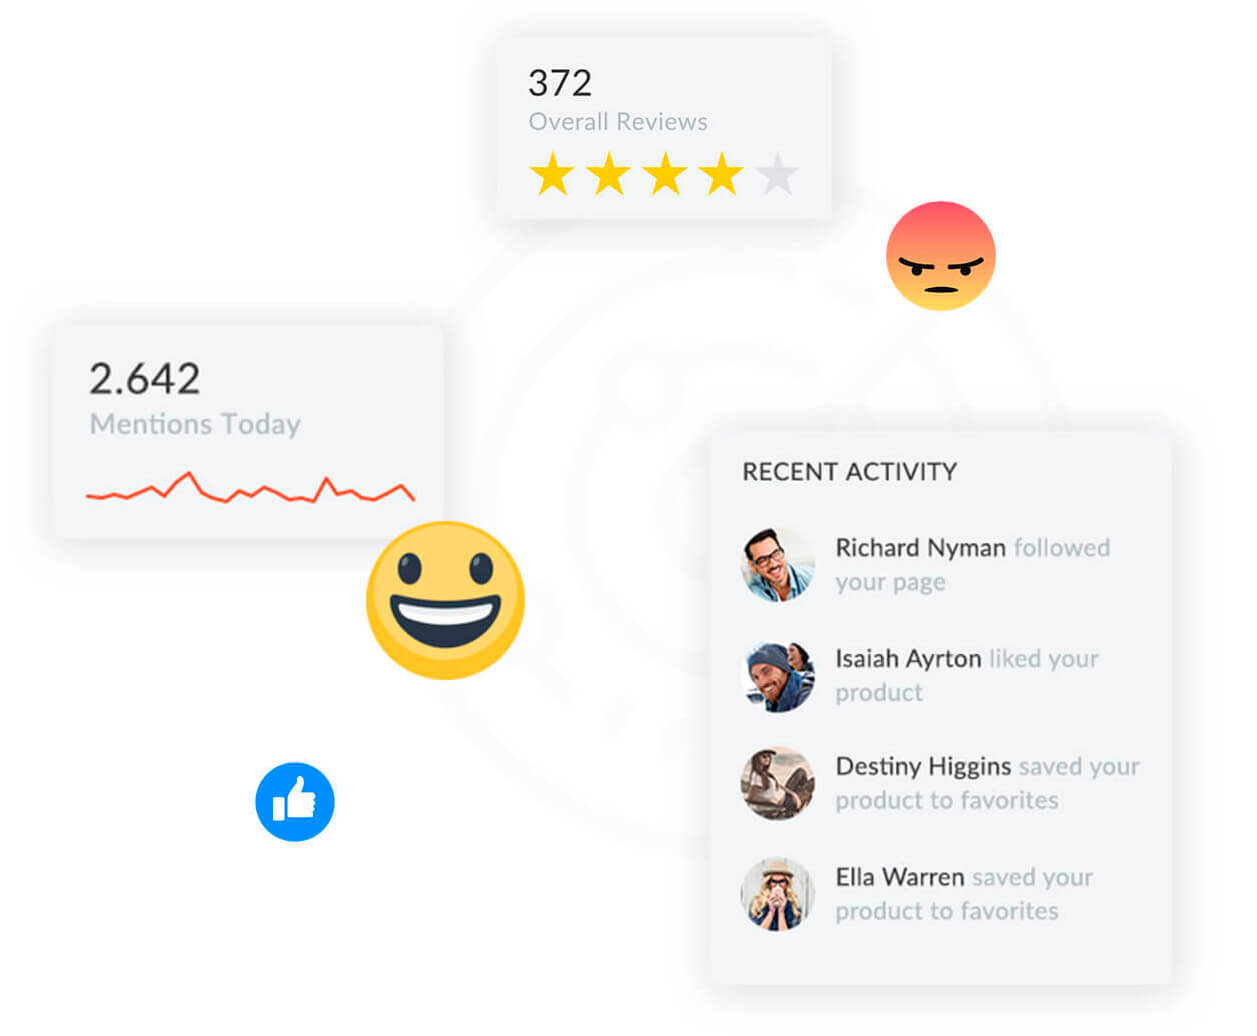 372
Overall Reviews
2.642
Mentions Today
RECENT ACTIVITY
Richard Nyman followed
your page
Isaiah Ayrton liked your
product
Destiny Higgins saved your
product to favorites
Ella Warren saved your
product to favorites